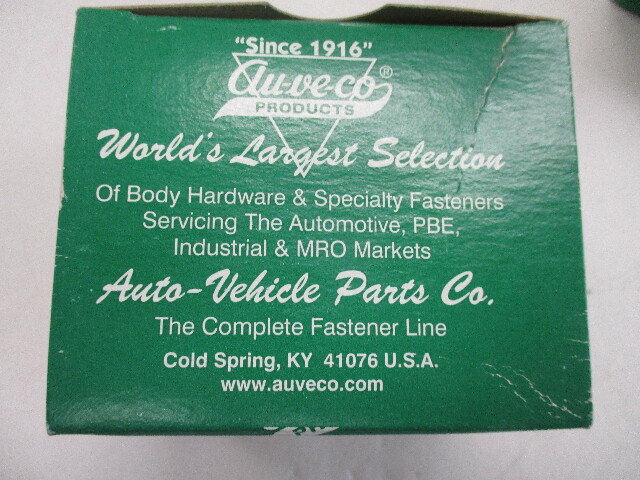 "Since 1916"
Au-ve-co®
PRODUCTS
World's Largest Selection
Of Body Hardware & Specialty Fasteners
Servicing The Automotive, PBE,
Industrial & MRO Markets
Auto-Vehicle Parts Co.
The Complete Fastener Line
Cold Spring, KY 41076 U.S.A.
www.auveco.com